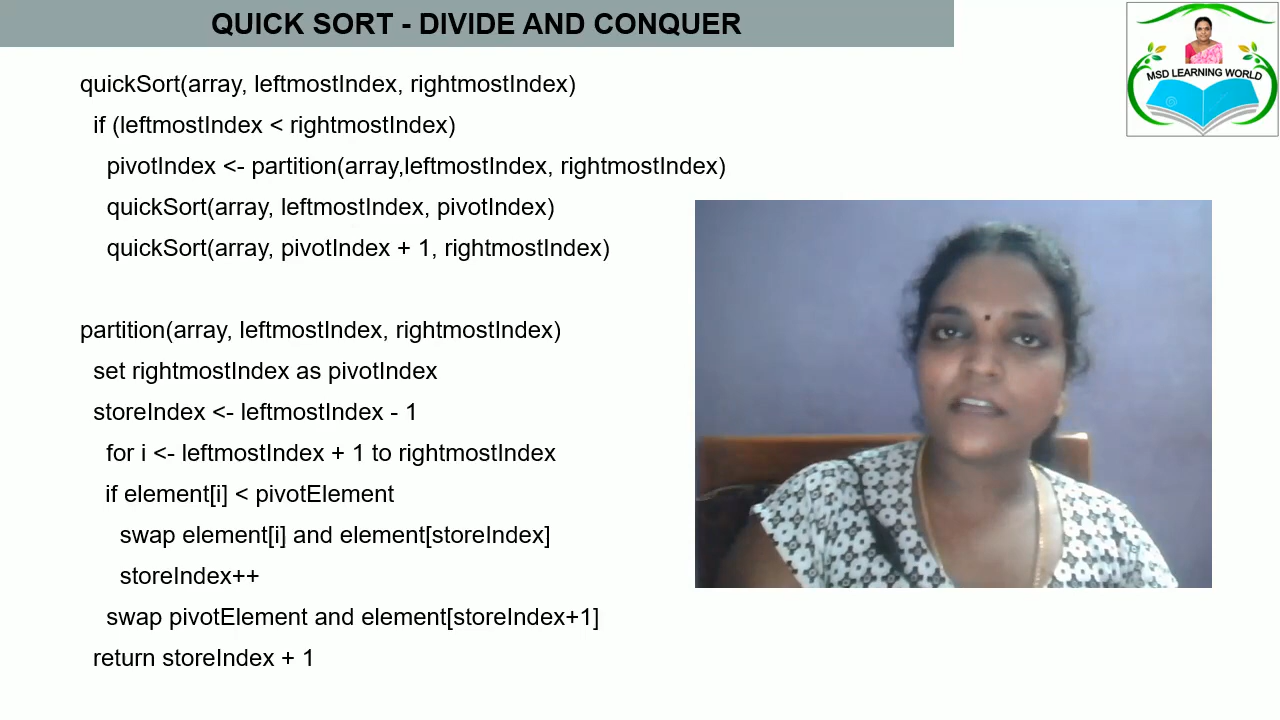 QUICK SORT - DIVIDE AND CONQUER
MSD LEARNING WORLD
quickSort(array, leftmostIndex, rightmostIndex)
if (leftmostIndex < rightmostIndex)
pivotIndex <- partition(array,leftmostIndex, rightmostIndex)
quickSort(array, leftmostIndex, pivotIndex)
quickSort(array, pivotIndex + 1, rightmostIndex)
partition(array, leftmostIndex, rightmostIndex)
set rightmostIndex as pivotIndex
storeIndex <- leftmostIndex - 1
for i <- leftmostIndex + 1 to rightmostIndex
if element[i] < pivotElement
swap element[i] and element[storeIndex]
storeIndex++
swap pivotElement and element[storeIndex+1]
return storeIndex + 1